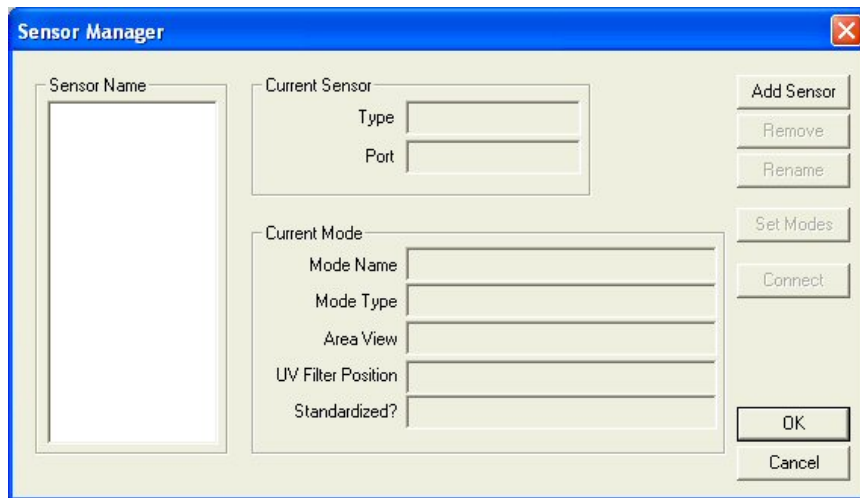 Sensor Manager
Sensor Name
Current Sensor
Type
Port
Current Mode
Mode Name
Mode Type
Area View
UV Filter Position
Standardized?
Add Sensor
Remove
Rename
Set Modes
Connect
OK
Cancel